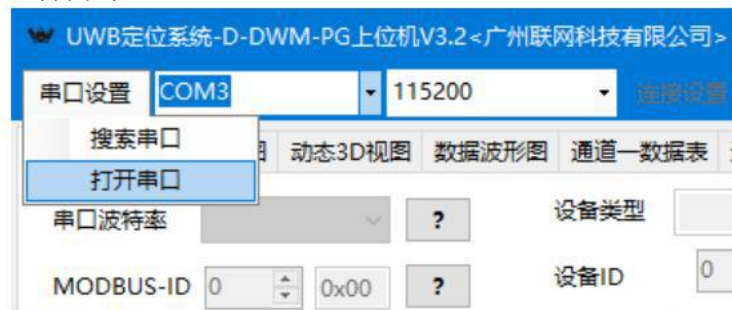 UWB定位系统-D-DWM-PG上位机V3.2<广州联网科技有限公司>
串口设置 COM3 115200 连接设置
搜索串口 图 动态3D视图 数据波形图 通道一数据表
打开串口
串口波特率 ? 设备类型
MODBUS-ID 0 0x00 ? 设备ID 0